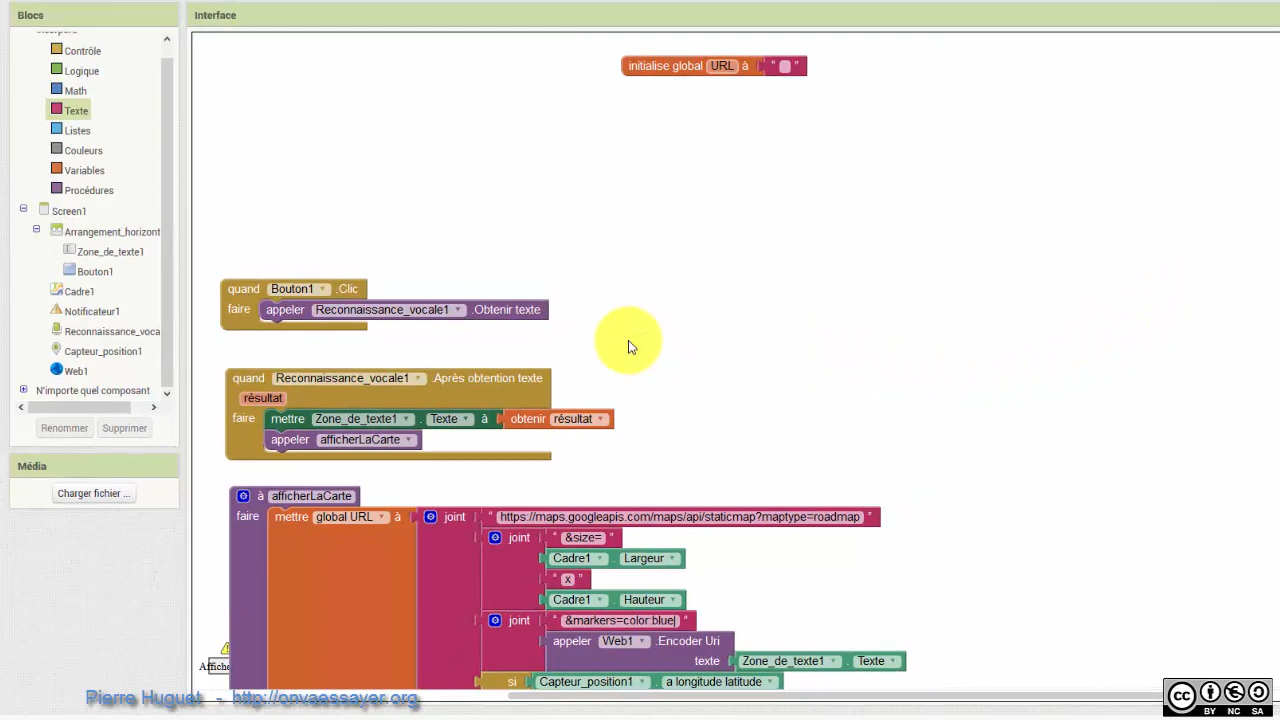 Blocs
Contrôle
Logique
Math
Texte
Listes
Couleurs
Variables
Procédures
Screen1
Arrangement_horizont
Zone_de_texte1
Bouton1
Cadre1
Notificateur1
Reconnaissance_voca
Capteur_position1
Web1
N'importe quel composant
Renommer Supprimer
Média
Charger fichier ...
Interface
initialise global URL à " "
quand Bouton1 .Clic
faire appeler Reconnaissance_vocale1 .Obtenir texte
quand Reconnaissance_vocale1 .Après obtention texte
résultat
faire mettre Zone_de_texte1 . Texte à obtenir résultat
appeler afficherLaCarte
à afficherLaCarte
faire mettre global URL à joint " https://maps.googleapis.com/maps/api/staticmap?maptype=roadmap "
joint " &size= "
Cadre1 . Largeur
" x "
Cadre1 . Hauteur
joint " &markers=color:blue "
appeler Web1 .Encoder Uri
texte Zone_de_texte1 . Texte
si Capteur_position1 . a longitude latitude
Pierre Huguet - http://onvaessayer.org
CC
BY NC SA